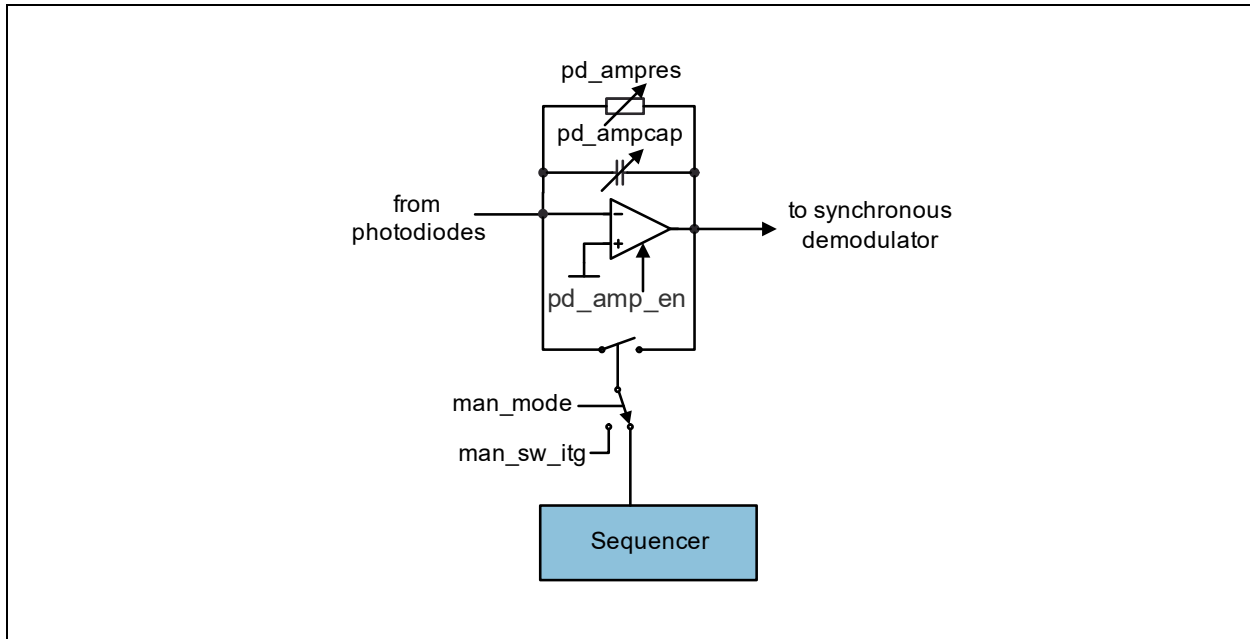 pd_ampres
pd_ampcap
from
photodiodes
to synchronous
demodulator
pd_amp_en
man_mode
man_sw_itg
Sequencer